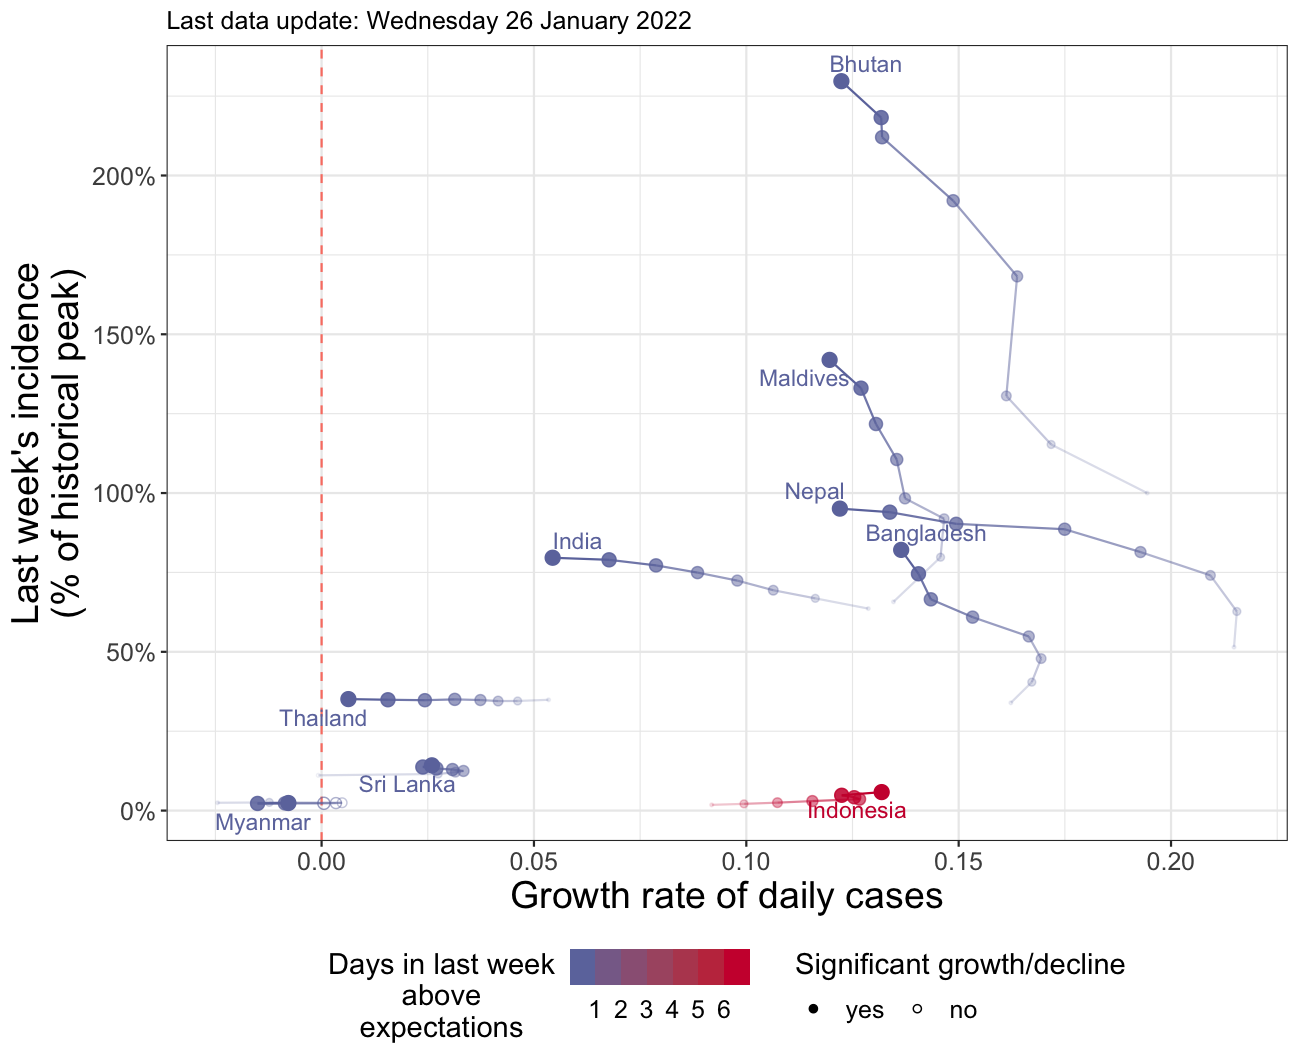 Last data update: Wednesday 26 January 2022
Last week's incidence
(% of historical peak)
200%
150%
100%
50%
0%
Bhutan
Maldives
Nepal
Bangladesh
India
Thailand
Sri Lanka
Myanmar
Indonesia
0.00 0.05 0.10 0.15 0.20
Growth rate of daily cases
Days in last week
above
expectations
1 2 3 4 5 6
Significant growth/decline
yes no